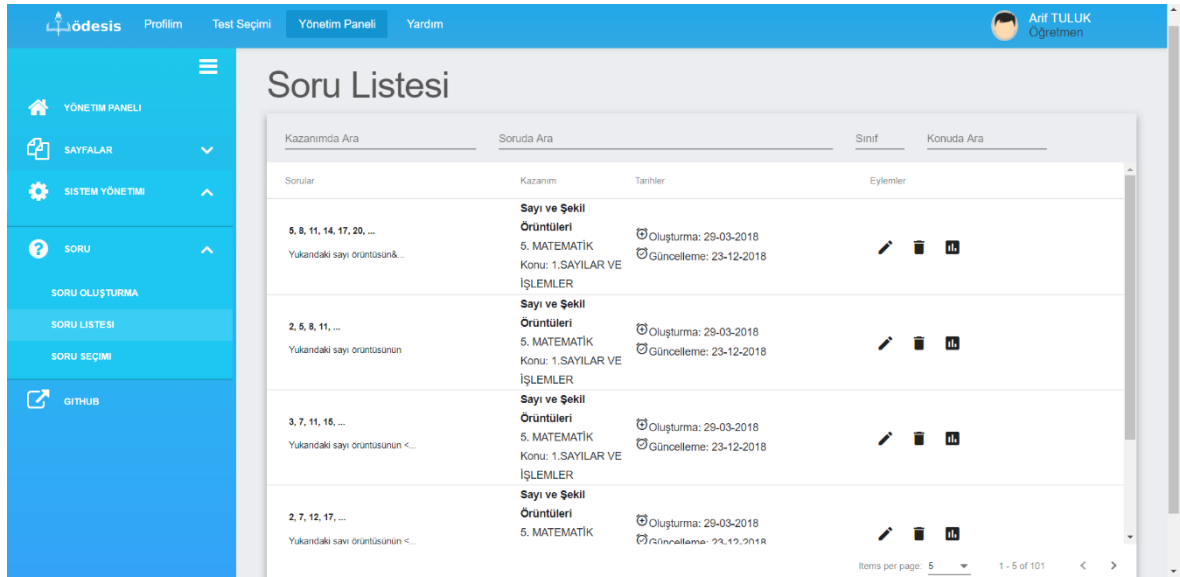 ödesis Profilim Test Seçimi Yönetim Paneli Yardım
Arif TULUK
Öğretmen
YÖNETIM PANELI
SAYFALAR
SISTEM YÖNETIMI
SORU
SORU OLUŞTURMA
SORU LISTESI
SORU SEÇIMI
GITHUB
Soru Listesi
Kazanımda Ara Soruda Ara Sınıf Konuda Ara
Sorular Kazanım Tarihler Eylemler
5, 8, 11, 14, 17, 20, ...
Yukarıdaki sayı örüntüsün&...
Sayı ve Şekil
Örüntüleri
5. MATEMATİK
Konu: 1.SAYILAR VE
İŞLEMLER
Oluşturma: 29-03-2018
Güncelleme: 23-12-2018
2, 5, 8, 11, ...
Yukarıdaki sayı örüntüsünün
Sayı ve Şekil
Örüntüleri
5. MATEMATİK
Konu: 1.SAYILAR VE
İŞLEMLER
Oluşturma: 29-03-2018
Güncelleme: 23-12-2018
3, 7, 11, 15, ...
Yukarıdaki sayı örüntüsünün <...
Sayı ve Şekil
Örüntüleri
5. MATEMATİK
Konu: 1.SAYILAR VE
İŞLEMLER
Oluşturma: 29-03-2018
Güncelleme: 23-12-2018
2, 7, 12, 17, ...
Yukarıdaki sayı örüntüsünün <...
Sayı ve Şekil
Örüntüleri
5. MATEMATİK
Oluşturma: 29-03-2018
Güncelleme: 23-12-2018
Items per page: 5 1 - 5 of 101